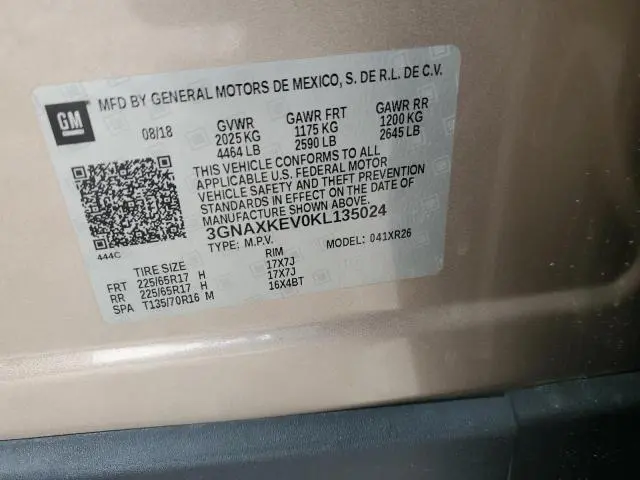 GM
MFD BY GENERAL MOTORS DE MEXICO, S. DE R.L. DE C.V.
08/18 GVWR GAWR FRT GAWR RR
2025 KG 1175 KG 1200 KG
4464 LB 2590 LB 2645 LB
THIS VEHICLE CONFORMS TO ALL
APPLICABLE U.S. FEDERAL MOTOR
VEHICLE SAFETY AND THEFT PREVENTION
STANDARDS IN EFFECT ON THE DATE OF
MANUFACTURE SHOWN ABOVE.
3GNAXKEV0KL135024
444C TYPE: M.P.V. MODEL: 041XR26
TIRE SIZE RIM
FRT 225/65R17 H 17X7J
RR 225/65R17 H 17X7J
SPA T135/70R16 M 16X4BT